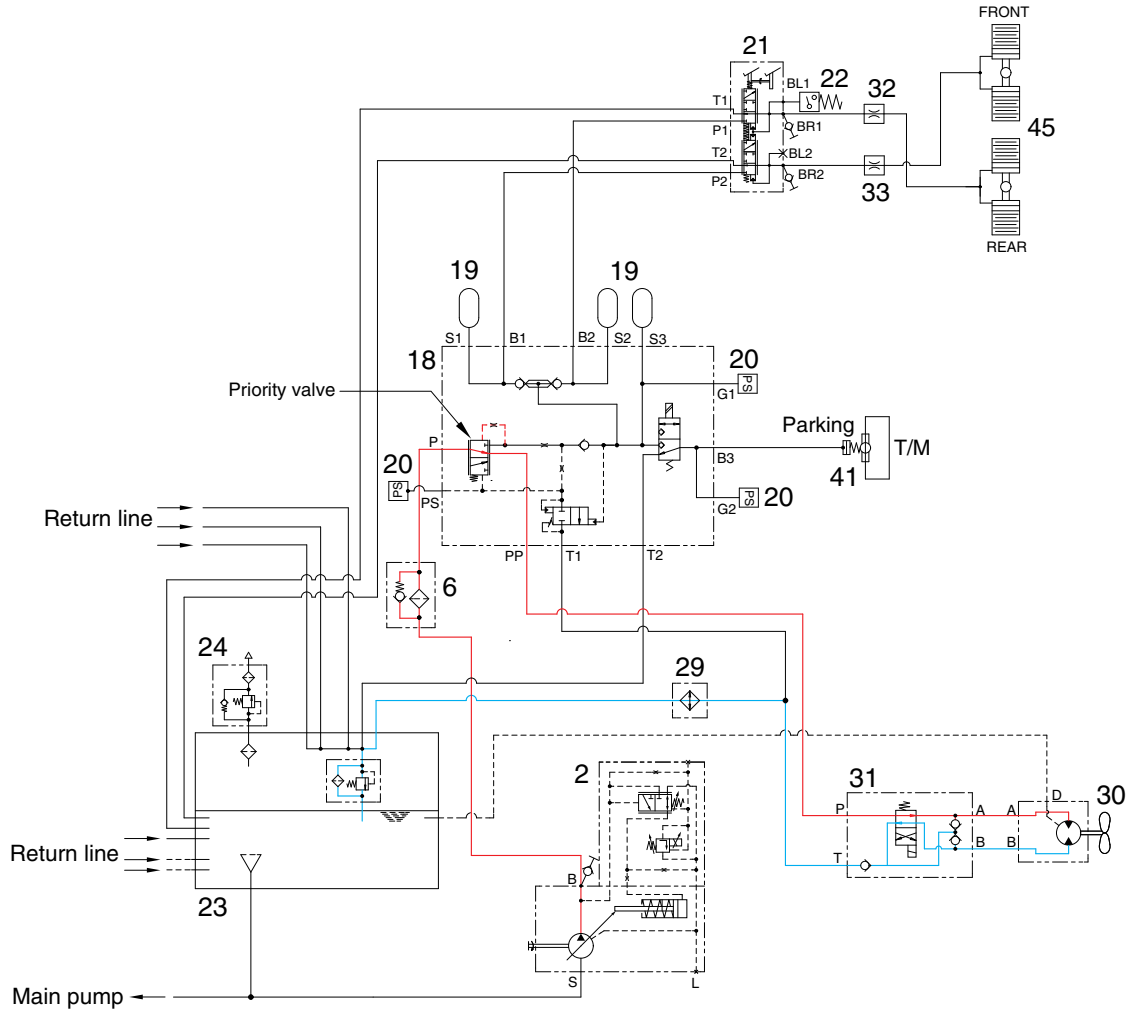 FRONT
21
BL1
22
32
T1
BR1
P1
45
T2
BL2
P2
BR2
33
REAR
19
19
S1
B1
B2
S2
S3
18
20
PS
G1
Priority valve
Parking
P
T/M
B3
20
PS
PS
41
PS
20
G2
Return line
PP
T1
T2
6
24
29
2
31
D
30
P
A
A
Return line
B
B
T
B
23
S
L
Main pump